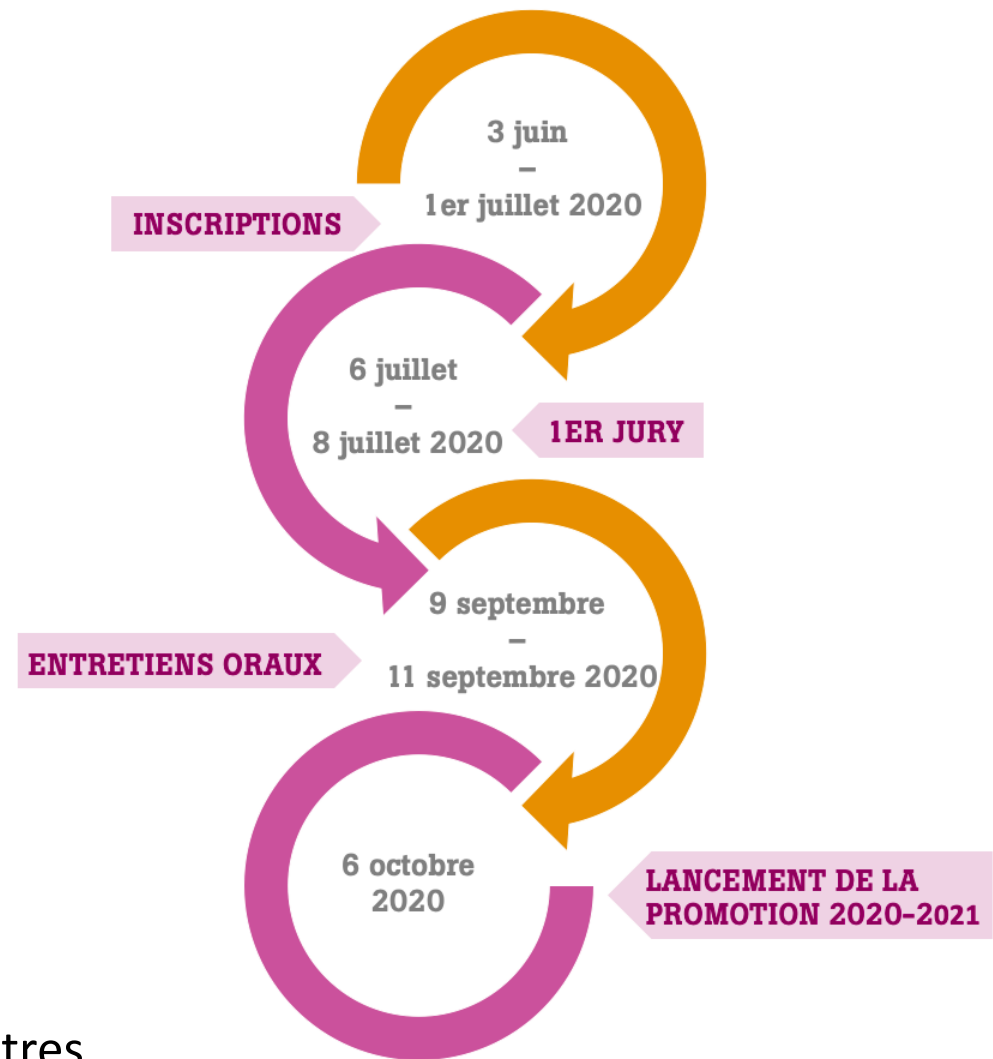 3 juin
–
1er juillet 2020
INSCRIPTIONS
6 juillet
–
8 juillet 2020
1ER JURY
9 septembre
–
11 septembre 2020
ENTRETIENS ORAUX
6 octobre
2020
LANCEMENT DE LA
PROMOTION 2020–2021
tres